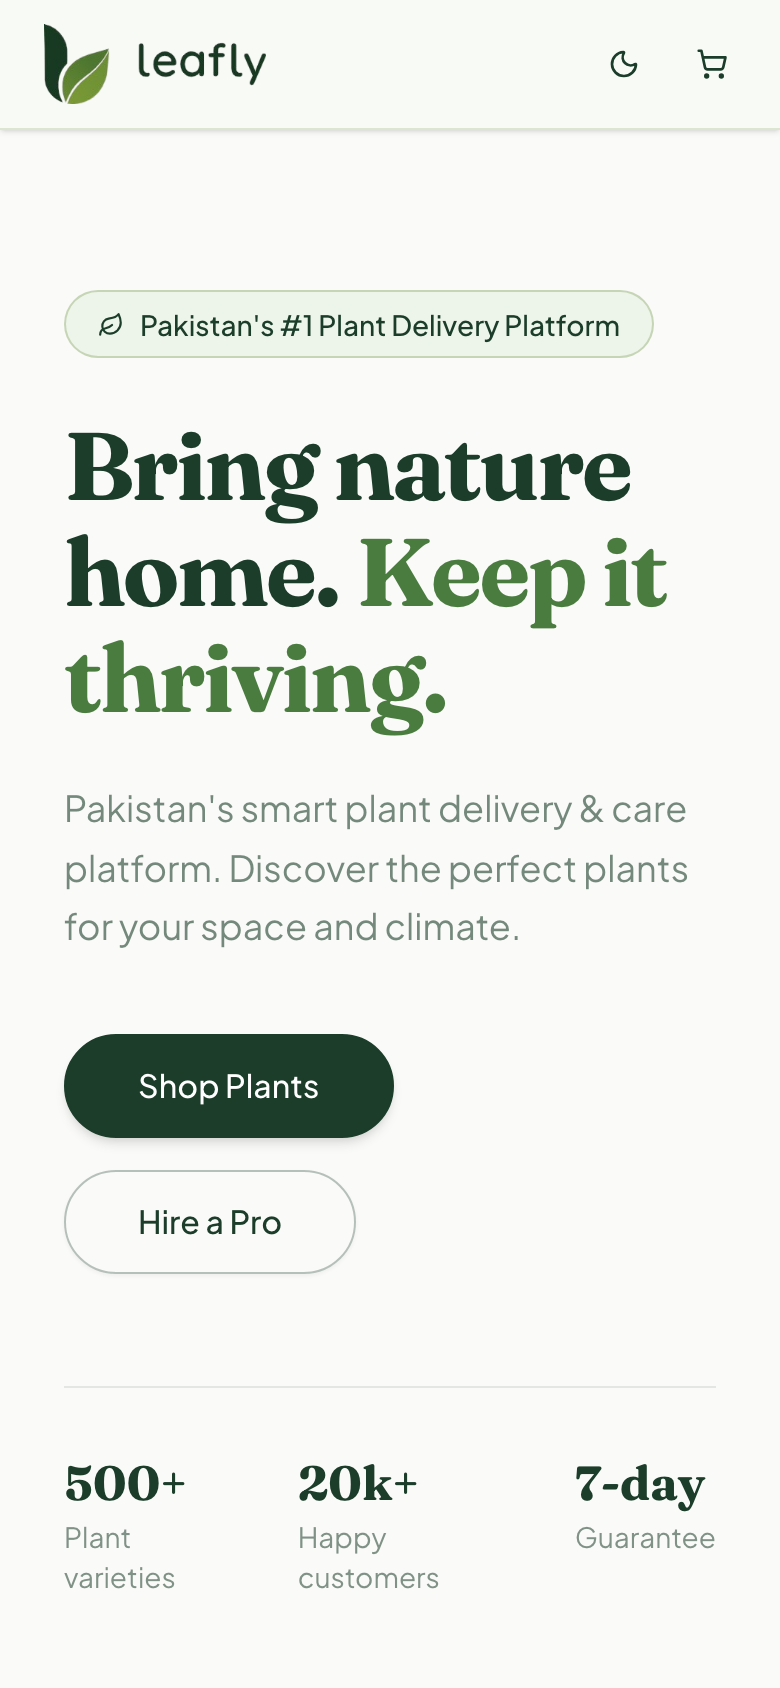 leafly
Pakistan's #1 Plant Delivery Platform
Bring nature
home. Keep it
thriving.
Pakistan's smart plant delivery & care
platform. Discover the perfect plants
for your space and climate.
Shop Plants
Hire a Pro
500+
Plant
varieties
20k+
Happy
customers
7-day
Guarantee